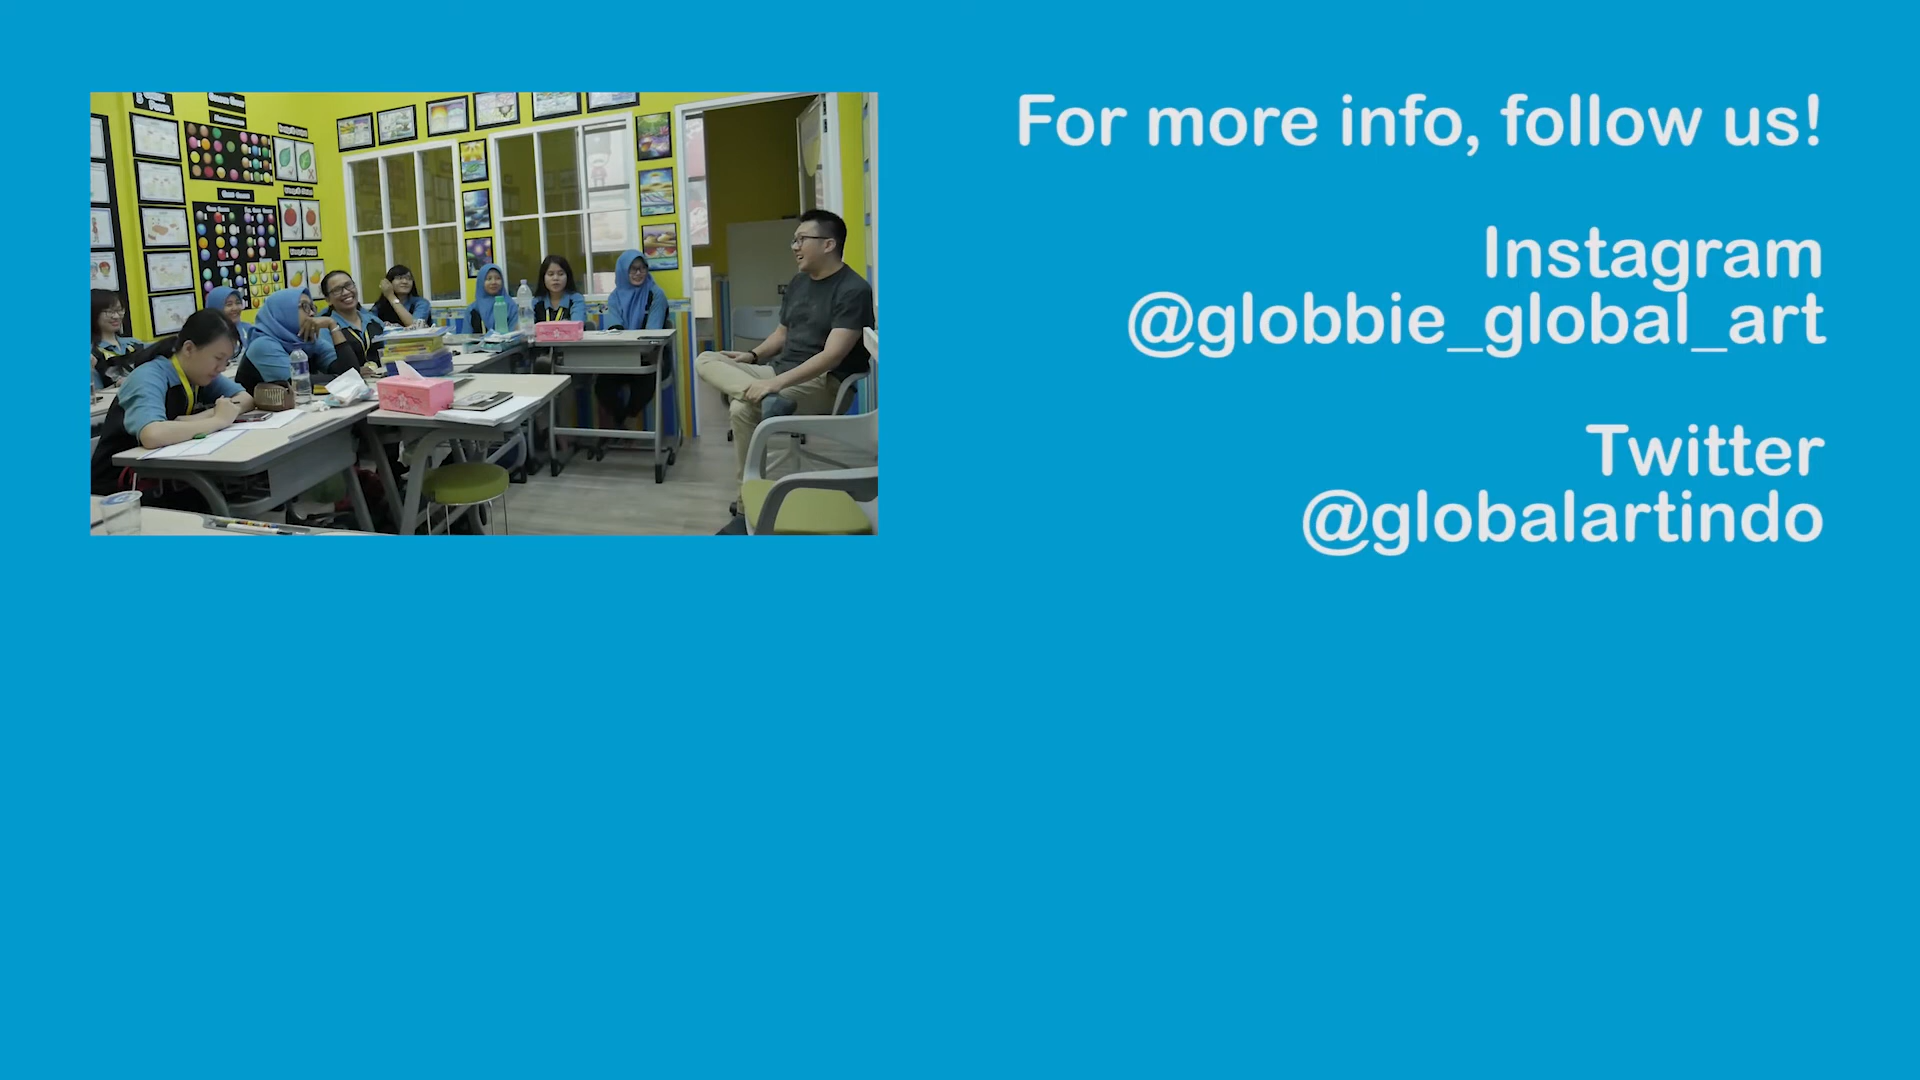 For more info, follow us!
Instagram
@globbie_global_art
Twitter
@globalartindo